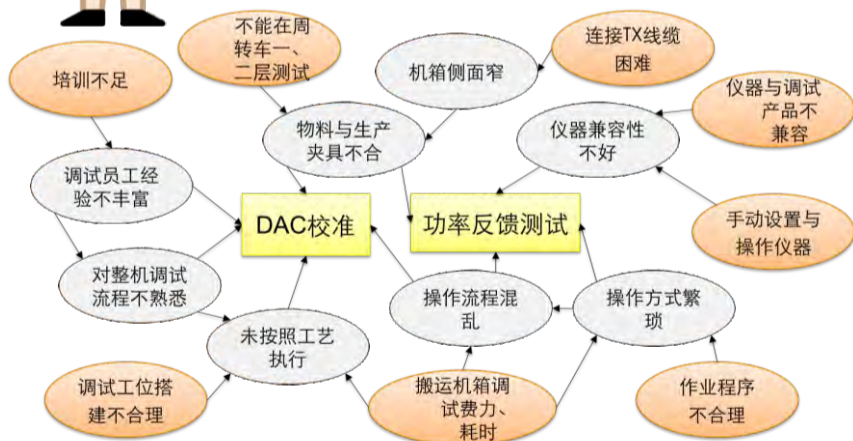 不能在周
转车一、
二层测试
连接TX线缆
困难
培训不足
机箱侧面窄
仪器与调试
产品不
兼容
物料与生产
夹具不合
仪器兼容性
不好
调试员工经
验不丰富
DAC校准
功率反馈测试
手动设置与
操作仪器
对整机调试
流程不熟悉
操作流程混
乱
操作方式繁
琐
未按照工艺
执行
调试工位搭
建不合理
搬运机箱调
试费力、
耗时
作业程序
不合理